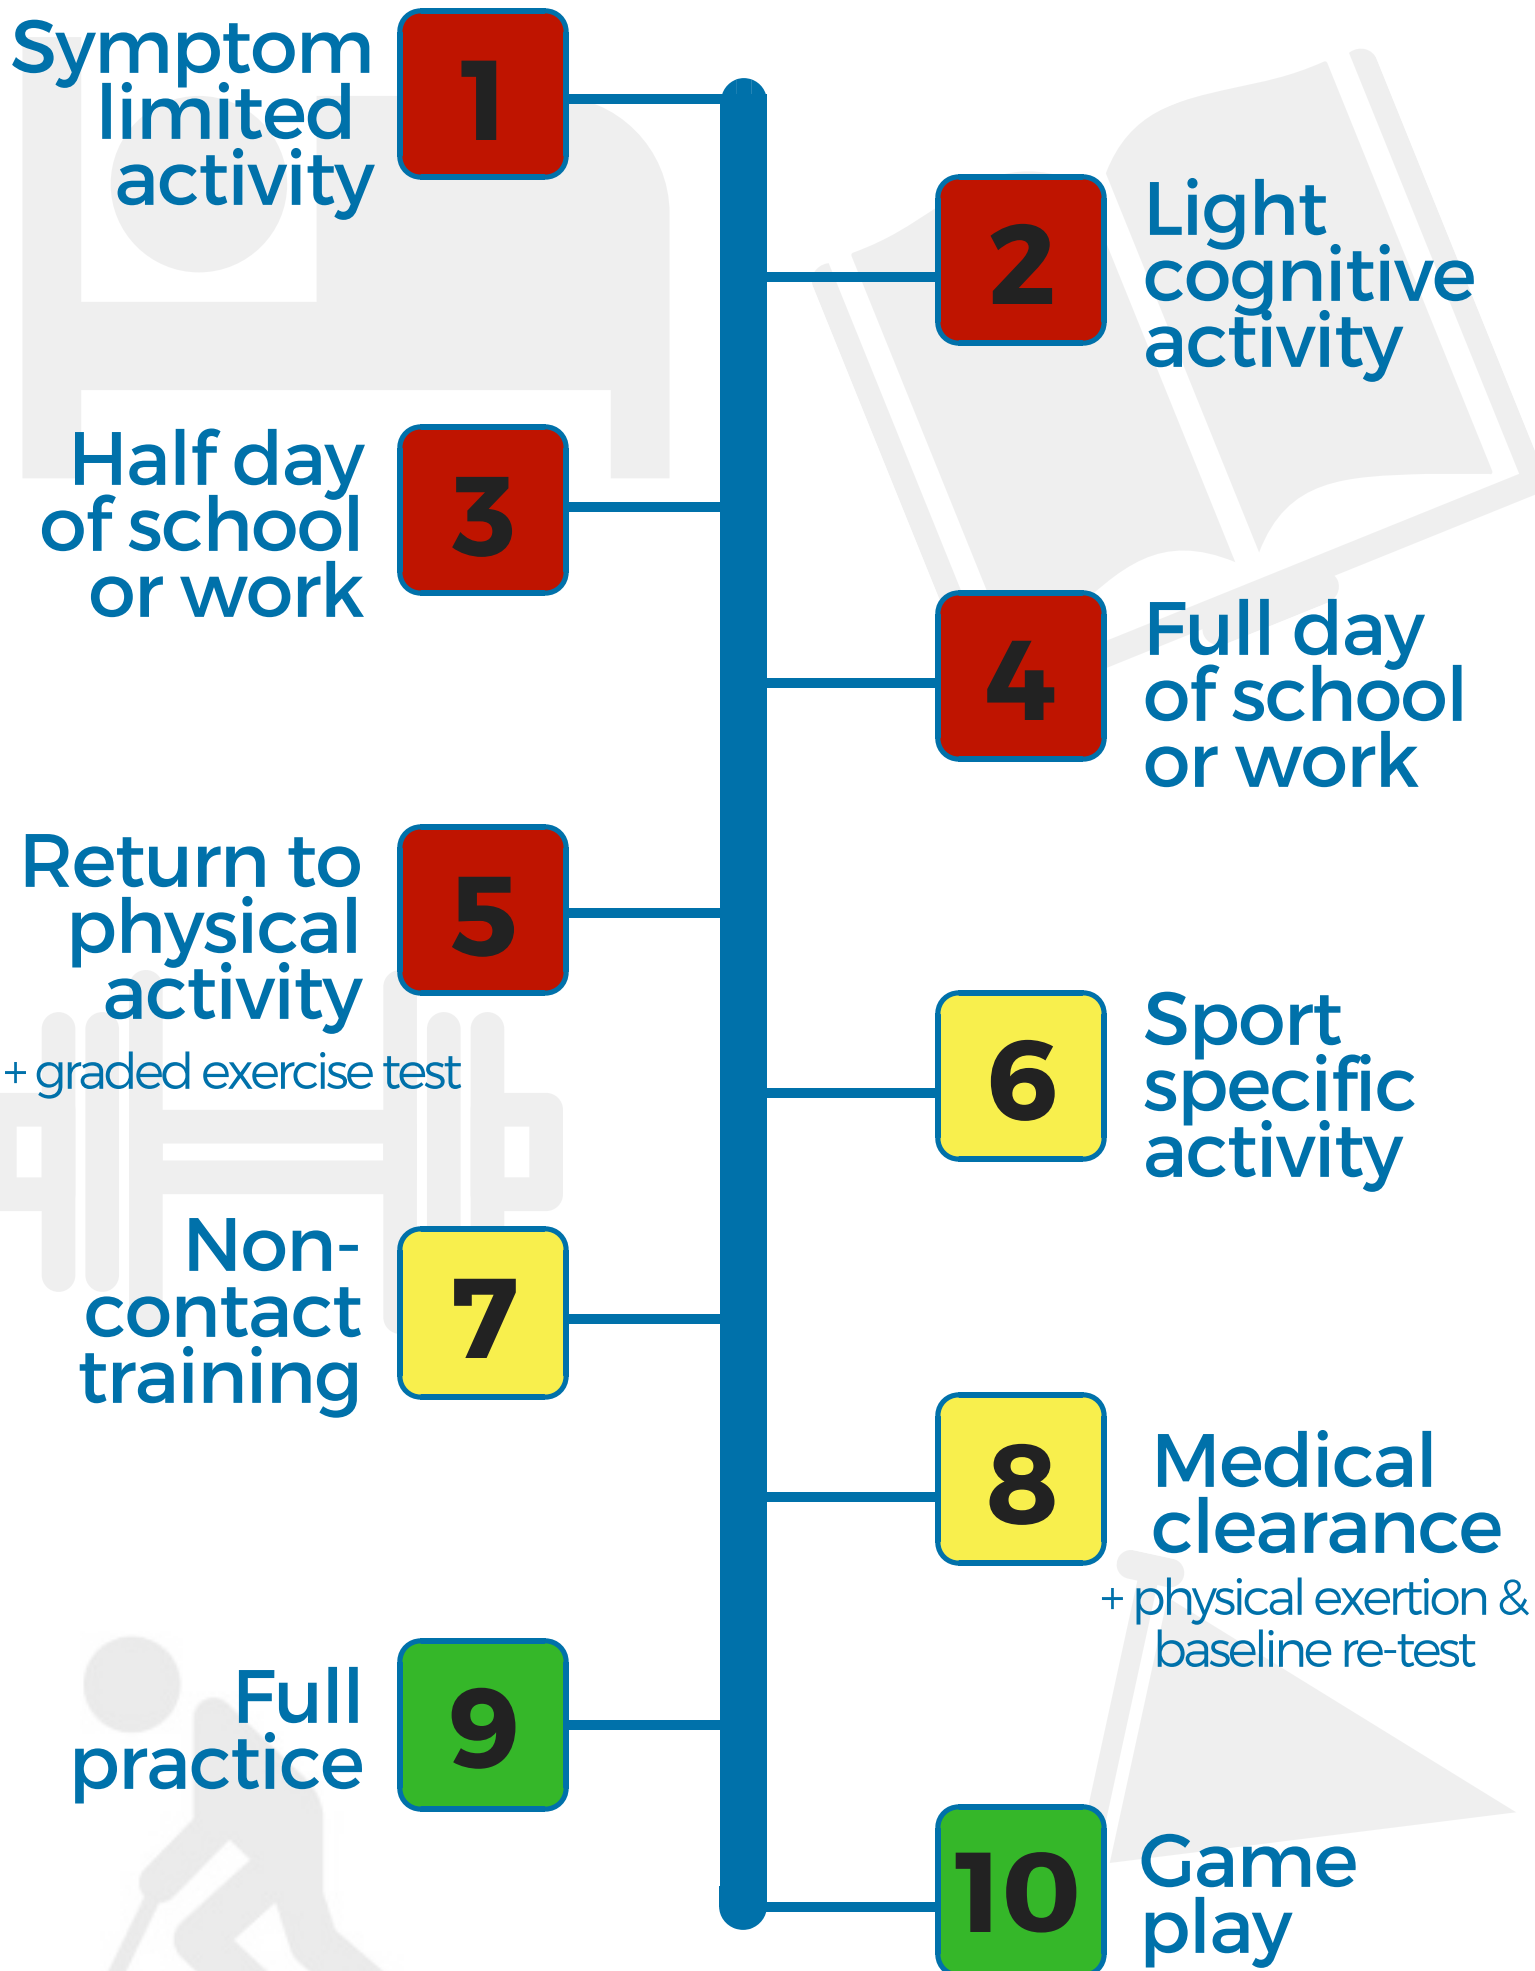 Symptom
limited
activity
1
2
Light
cognitive
activity
Half day
of school
or work
3
4
Full day
of school
or work
Return to
physical
activity
+ graded exercise test
5
6
Sport
specific
activity
Non-
contact
training
7
8
Medical
clearance
+ physical exertion &
baseline re-test
Full
practice
9
10
Game
play